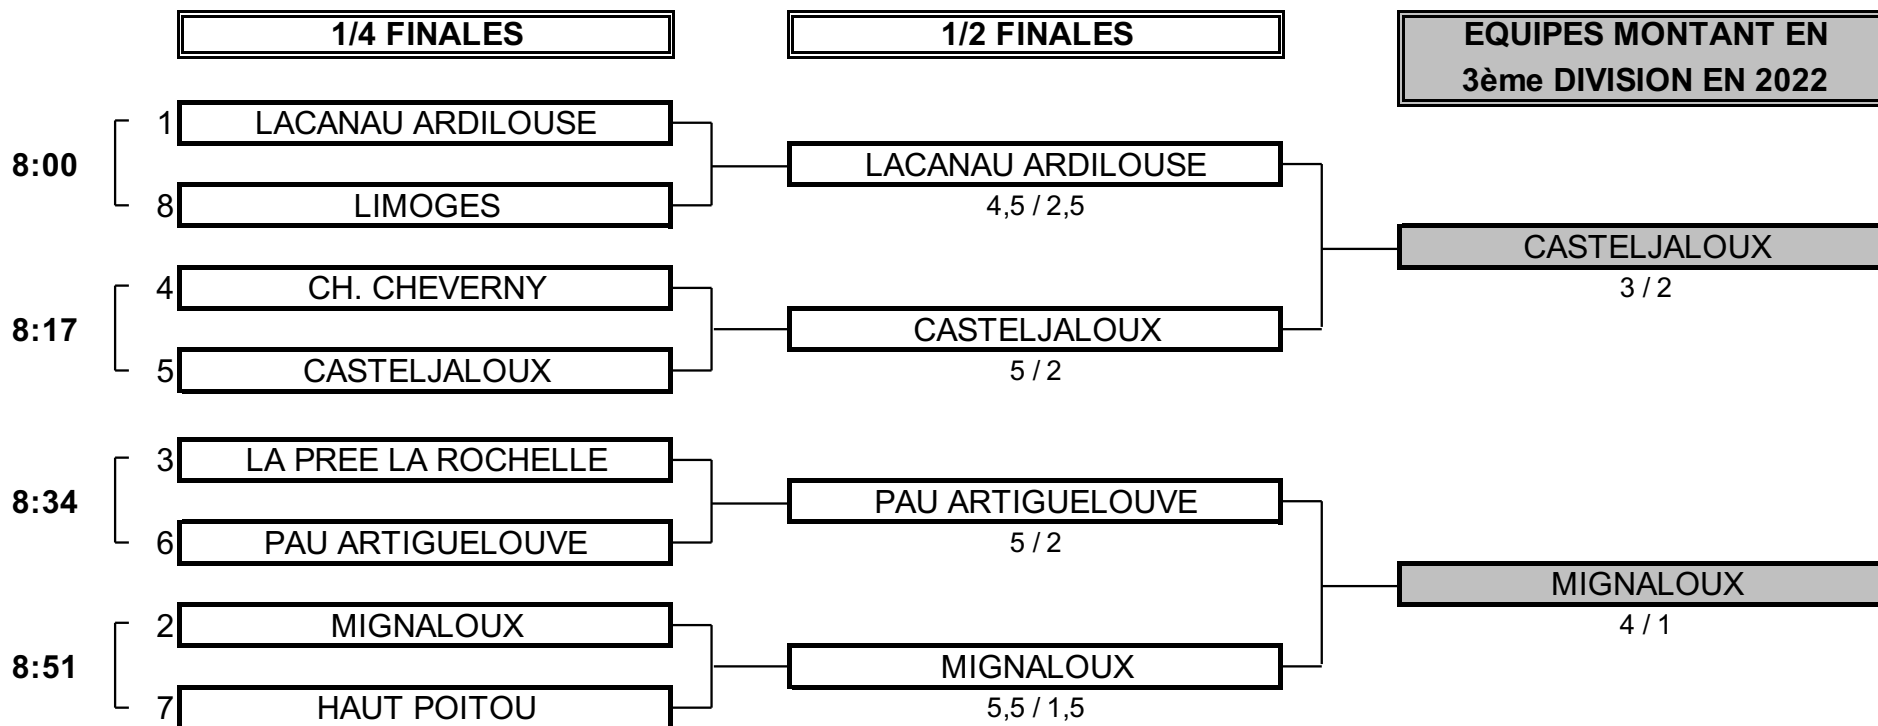 1/4 FINALES
1/2 FINALES
EQUIPES MONTANT EN
3ème DIVISION EN 2022
8:00
1 LACANAU ARDILOUSE
8 LIMOGES
LACANAU ARDILOUSE
4,5 / 2,5
8:17
4 CH. CHEVERNY
5 CASTELJALOUX
CASTELJALOUX
5 / 2
CASTELJALOUX
3 / 2
8:34
3 LA PREE LA ROCHELLE
6 PAU ARTIGUELOUVE
PAU ARTIGUELOUVE
5 / 2
8:51
2 MIGNALOUX
7 HAUT POITOU
MIGNALOUX
5,5 / 1,5
MIGNALOUX
4 / 1